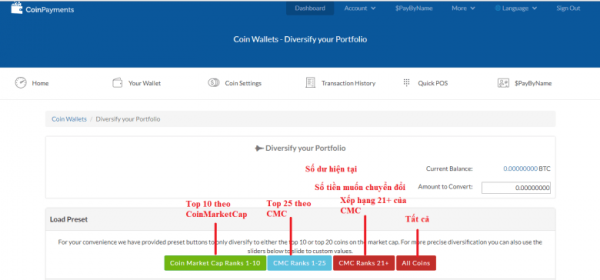 CoinPayments
Dashboard Account $PayByName More Language Sign Out
Coin Wallets - Diversify your Portfolio
Home Your Wallet Coin Settings Transaction History Quick POS $PayByName
Coin Wallets / Diversify your Portfolio
Diversify your Portfolio
Số dư hiện tại
Current Balance: 0.00000000 BTC
Số tiền muốn chuyển đổi
Amount to Convert: 0.00000000
Top 10 theo
CoinMarketCap
Top 25 theo
CMC
Xếp hạng 21+ của
CMC
Tất cả
Load Preset
For your convenience we have provided preset buttons to only diversify to either the top 10 or top 20 coins on the market cap. For more precise diversification you can also use the
sliders below to slide to custom values.
Coin Market Cap Ranks 1-10 CMC Ranks 1-25 CMC Ranks 21+ All Coins